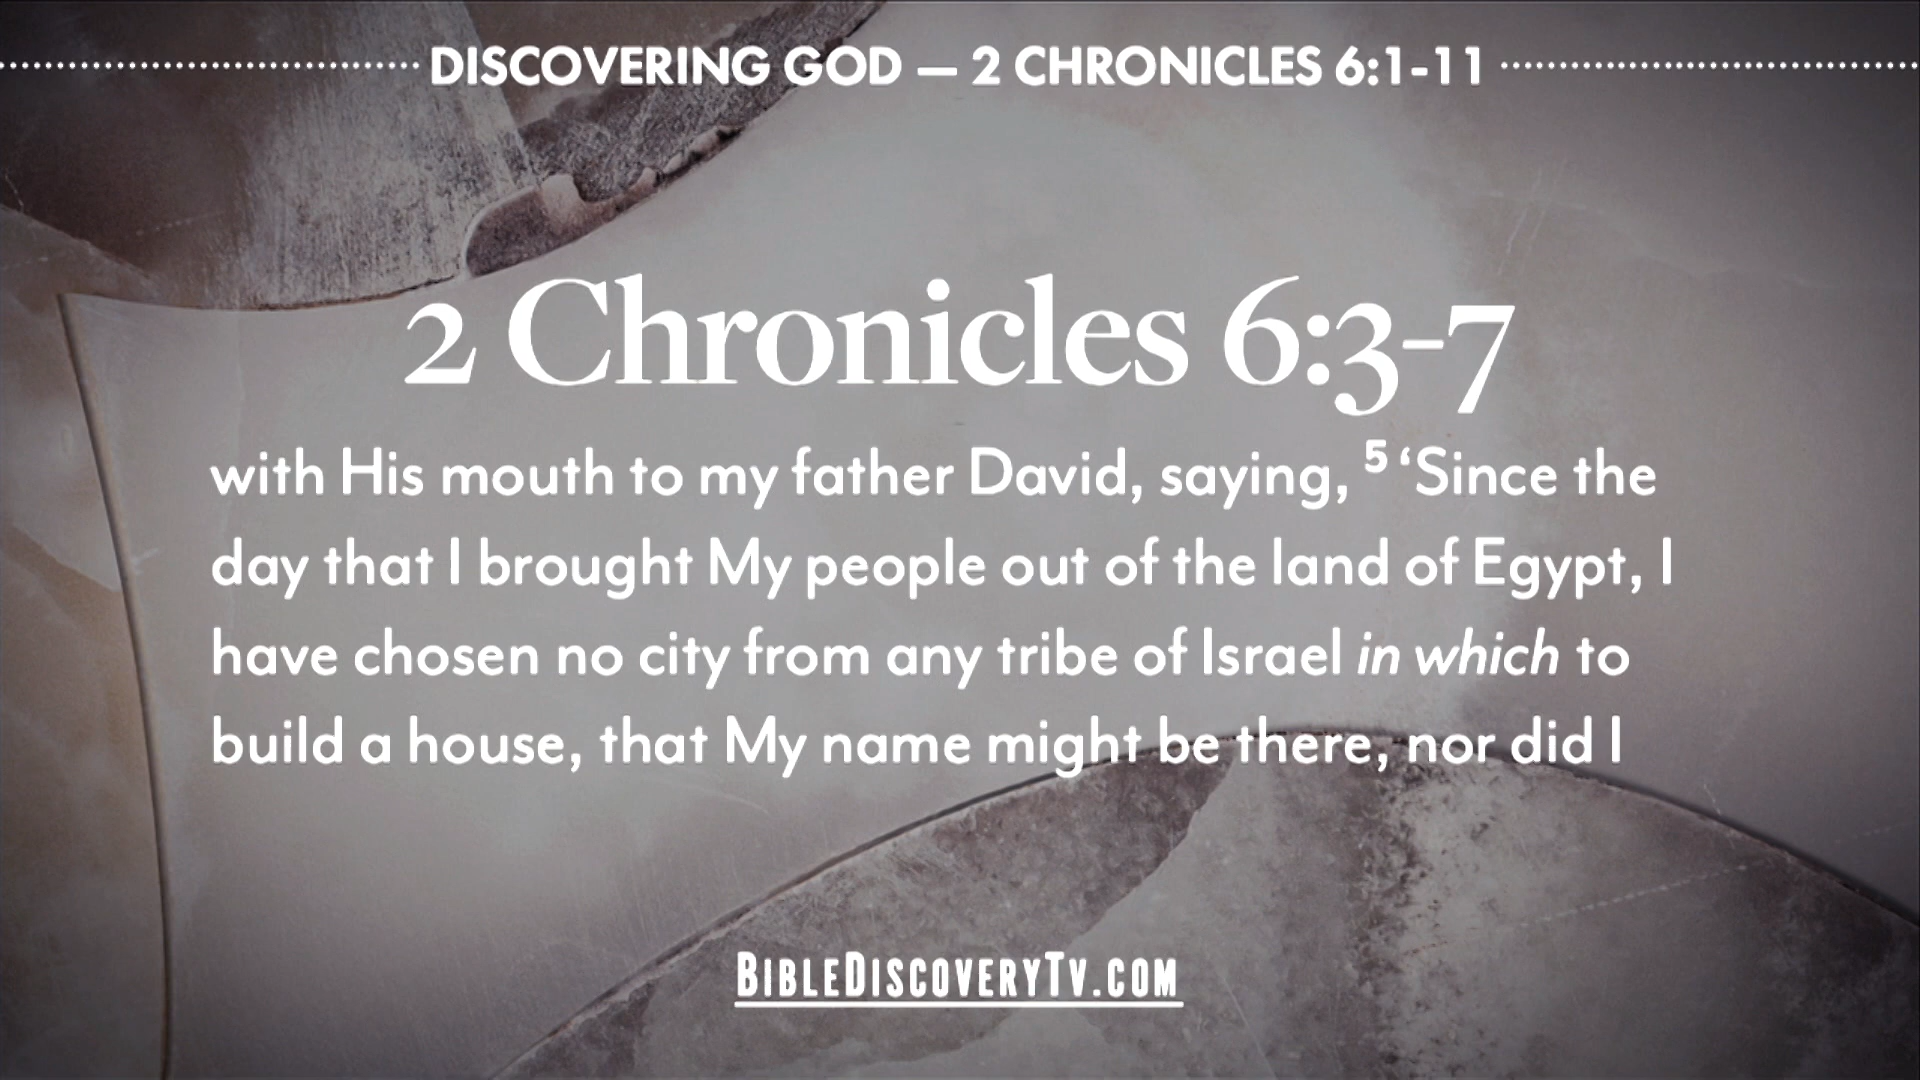 DISCOVERING GOD — 2 CHRONICLES 6:1-11
2 Chronicles 6:3-7
with His mouth to my father David, saying, ⁵ ‘Since the
day that I brought My people out of the land of Egypt, I
have chosen no city from any tribe of Israel in which to
build a house, that My name might be there, nor did I
BIBLEDISCOVERYTV.COM